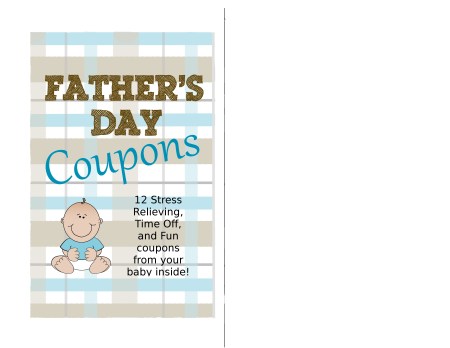 FATHER'S
DAY
Coupons
12 Stress
Relieving,
Time Off,
and Fun
coupons
from your
baby inside!